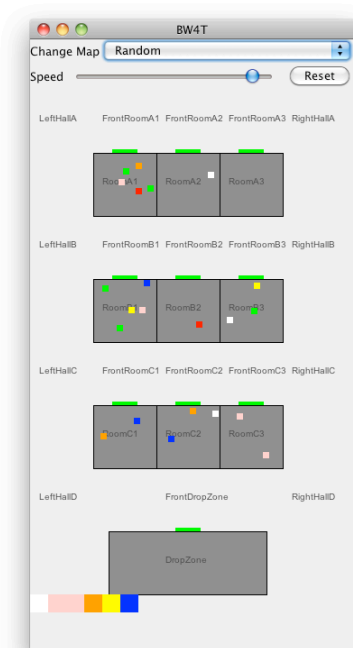 BW4T
Change Map Random
Speed Reset
LeftHallA FrontRoomA1 FrontRoomA2 FrontRoomA3 RightHallA
RoomA1 RoomA2 RoomA3
LeftHallB FrontRoomB1 FrontRoomB2 FrontRoomB3 RightHallB
RoomB1 RoomB2 RoomB3
LeftHallC FrontRoomC1 FrontRoomC2 FrontRoomC3 RightHallC
RoomC1 RoomC2 RoomC3
LeftHallD FrontDropZone RightHallD
DropZone